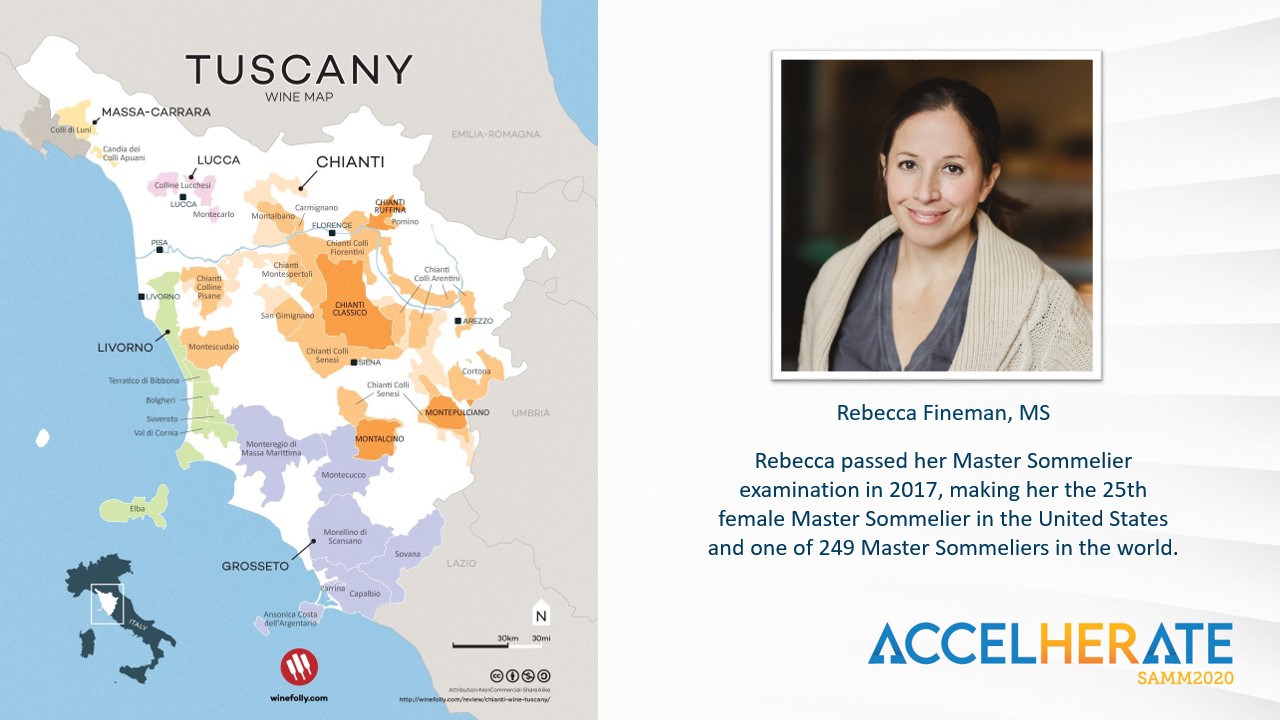 TUSCANY
WINE MAP
MASSA-CARRARA
Colli di Luni
Candia dei
Colli Apuani
EMILIA-ROMAGNA
LUCCA
CHIANTI
Colline Lucchesi
LUCCA
Montecarlo
Montalbano
Carmignano
CHIANTI
RUFFINA
Pomino
FLORENCE
PISA
Chianti Colli
Fiorentini
Chianti
Montespertoli
Chianti
Colli Arentini
Chianti
Colline
Pisane
LIVORNO
CHIANTI
CLASSICO
San Gimignano
AREZZO
LIVORNO
Montescudaio
Chianti Colli
Senesi
SIENA
Cortona
Terratico di Bibbona
Bolgheri
Suvereto
Val di Cornia
Chianti Colli
Senesi
MONTEPULCIANO
UMBRIA
MONTALCINO
Monteregio di
Massa Marittima
Montecucco
Elba
Morellino di
Scansano
Sovana
LAZIO
GROSSETO
Parrina
Capalbio
Ansonica Costa
dell'Argentario
ITALY
N
30km 30mi
winefolly.com
Attribution-NonCommercial-ShareAlike
http://winefolly.com/review/chianti-wine-tuscany/
Rebecca Fineman, MS
Rebecca passed her Master Sommelier
examination in 2017, making her the 25th
female Master Sommelier in the United States
and one of 249 Master Sommeliers in the world.
ACCELHERATE
SAMM2020